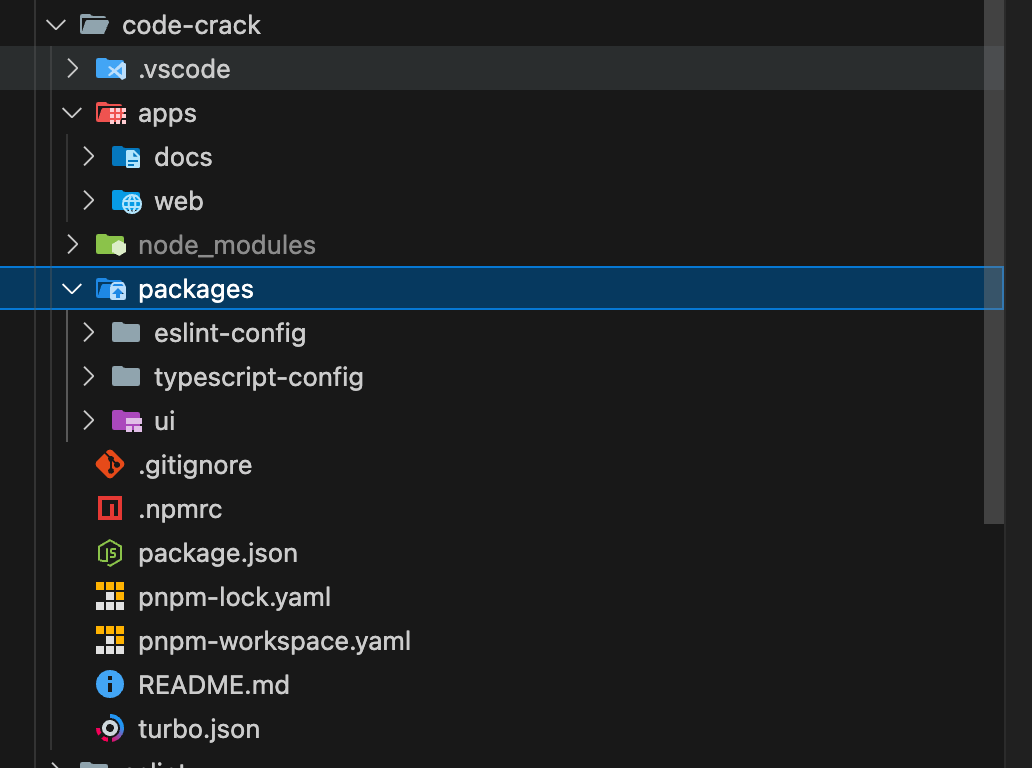 code-crack
.vscode
apps
docs
web
node_modules
packages
eslint-config
typescript-config
ui
.gitignore
.npmrc
package.json
pnpm-lock.yaml
pnpm-workspace.yaml
README.md
turbo.json